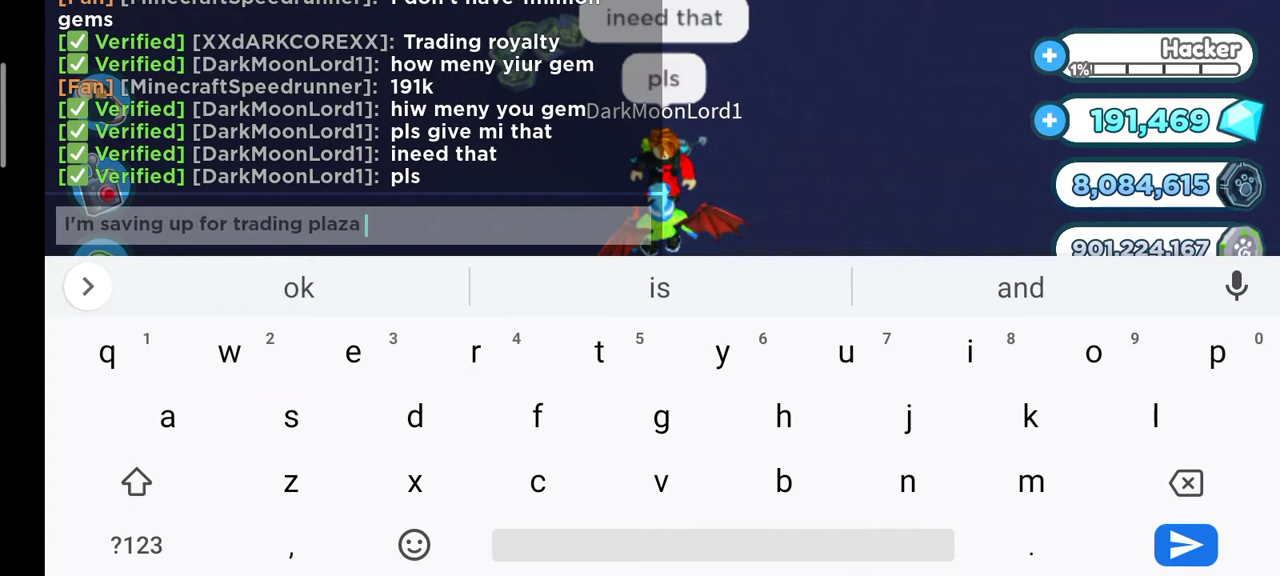 gems
[✅ Verified] [XXdARKCOREXX]: Trading royalty
[✅ Verified] [DarkMoonLord1]: how meny yiur gem
[Fan] [MinecraftSpeedrunner]: 191k
[✅ Verified] [DarkMoonLord1]: hiw meny you gem
[✅ Verified] [DarkMoonLord1]: pls give mi that
[✅ Verified] [DarkMoonLord1]: ineed that
[✅ Verified] [DarkMoonLord1]: pls
I'm saving up for trading plaza
ineed that
pls
DarkMoonLord1
Hacker
1%
191,469
8,084,615
901,224,167
ok is and
q 1 w 2 e 3 r 4 t 5 y 6 u 7 i 8 o 9 p 0
a s d f g h j k l
z x c v b n m
?123 , .